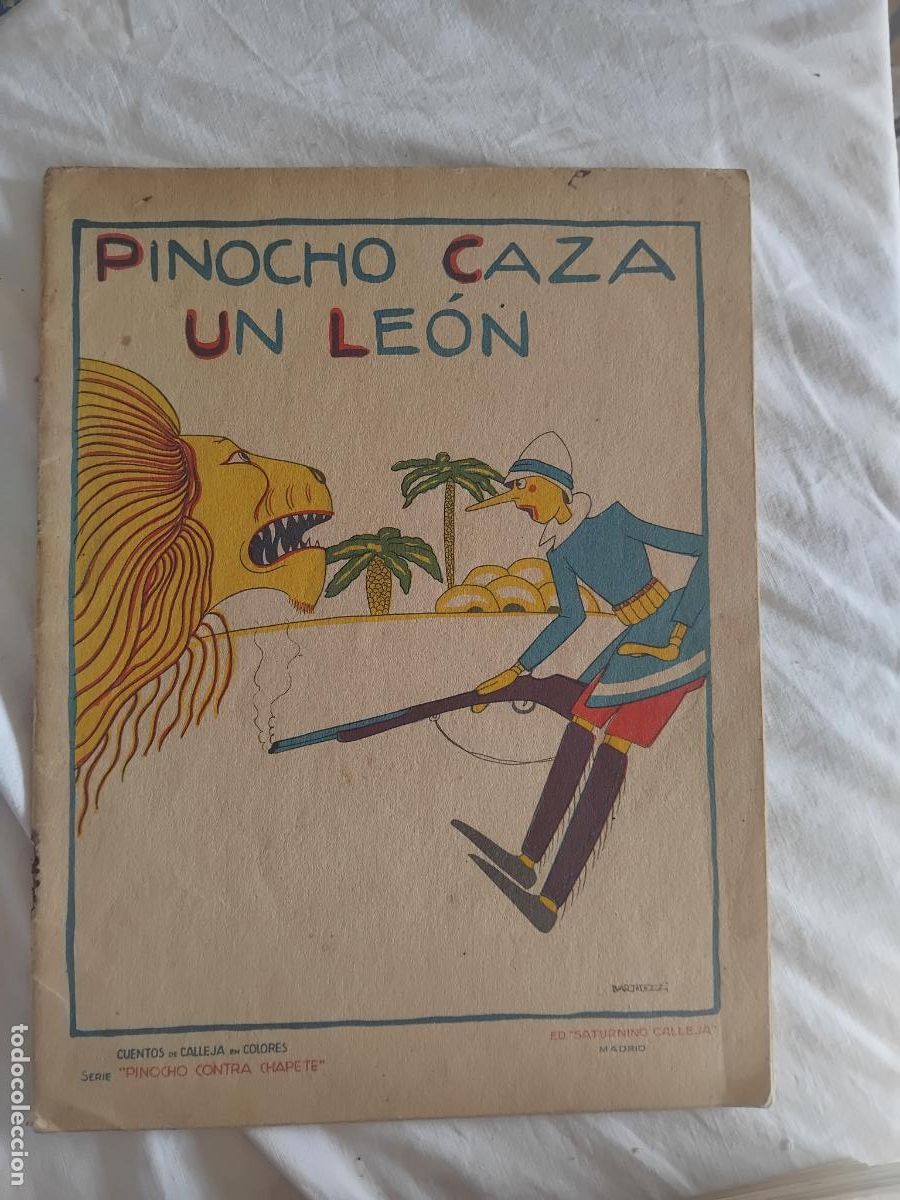 PINOCHO CAZA
UN LEÓN
BARTOLOZZI
CUENTOS DE CALLEJA EN COLORES
SERIE "PINOCHO CONTRA CHAPETE"
ED. "SATURNINO CALLEJA"
MADRID
todocoleccion